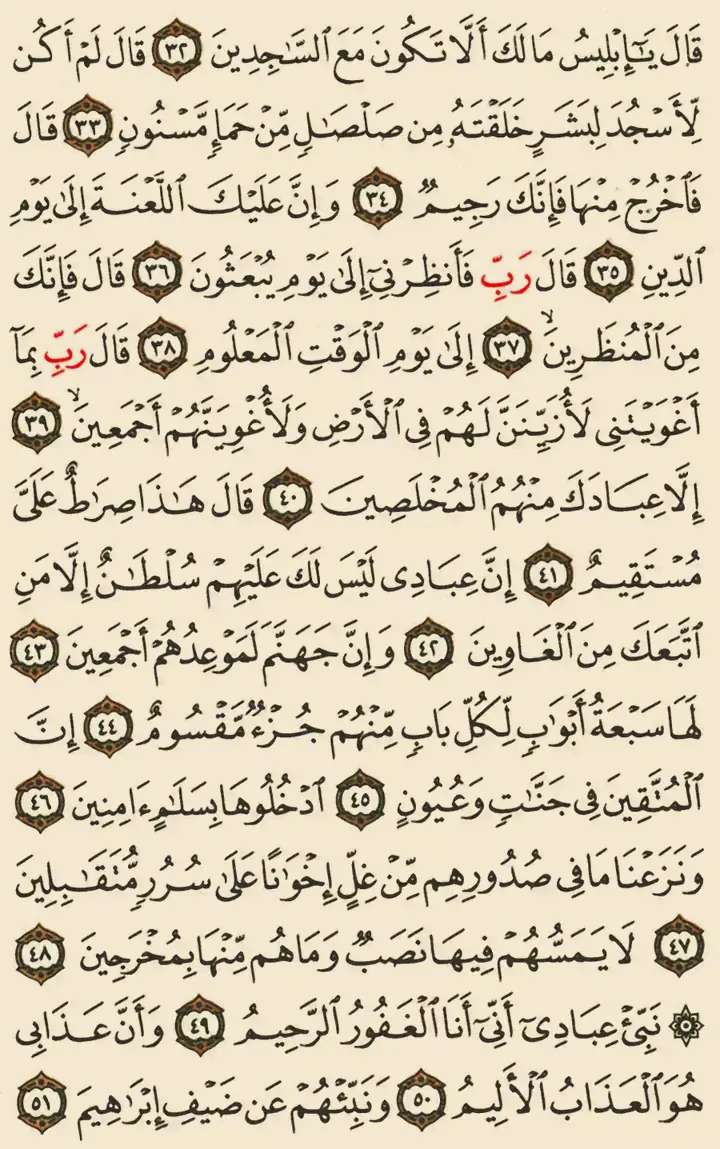 قَالَ يَـٰٓإِبْلِيسُ مَا لَكَ أَلَّا تَكُونَ مَعَ ٱلسَّـٰجِدِينَ ٣٢ قَالَ لَمْ أَكُن
لِّأَسْجُدَ لِبَشَرٍ خَلَقْتَهُۥ مِن صَلْصَـٰلٍ مِّنْ حَمَإٍ مَّسْنُونٍ ٣٣ قَالَ
فَٱخْرُجْ مِنْهَا فَإِنَّكَ رَجِيمٌ ٣٤ وَإِنَّ عَلَيْكَ ٱللَّعْنَةَ إِلَىٰ يَوْمِ
ٱلدِّينِ ٣٥ قَالَ رَبِّ فَأَنظِرْنِىٓ إِلَىٰ يَوْمِ يُبْعَثُونَ ٣٦ قَالَ فَإِنَّكَ
مِنَ ٱلْمُنظَرِينَ ۙ ٣٧ إِلَىٰ يَوْمِ ٱلْوَقْتِ ٱلْمَعْلُومِ ٣٨ قَالَ رَبِّ بِمَآ
أَغْوَيْتَنِى لَأُزَيِّنَنَّ لَهُمْ فِى ٱلْأَرْضِ وَلَأُغْوِيَنَّهُمْ أَجْمَعِينَ ۙ ٣٩
إِلَّا عِبَادَكَ مِنْهُمُ ٱلْمُخْلَصِينَ ٤٠ قَالَ هَـٰذَا صِرَٰطٌ عَلَىَّ
مُسْتَقِيمٌ ٤١ إِنَّ عِبَادِى لَيْسَ لَكَ عَلَيْهِمْ سُلْطَـٰنٌ إِلَّا مَنِ
ٱتَّبَعَكَ مِنَ ٱلْغَاوِينَ ٤٢ وَإِنَّ جَهَنَّمَ لَمَوْعِدُهُمْ أَجْمَعِينَ ٤٣
لَهَا سَبْعَةُ أَبْوَٰبٍ لِّكُلِّ بَابٍ مِّنْهُمْ جُزْءٌ مَّقْسُومٌ ٤٤ إِنَّ
ٱلْمُتَّقِينَ فِى جَنَّـٰتٍ وَعُيُونٍ ٤٥ ٱدْخُلُوهَا بِسَلَـٰمٍ ءَامِنِينَ ٤٦
وَنَزَعْنَا مَا فِى صُدُورِهِم مِّنْ غِلٍّ إِخْوَٰنًا عَلَىٰ سُرُرٍ مُّتَقَـٰبِلِينَ
٤٧ لَا يَمَسُّهُمْ فِيهَا نَصَبٌ وَمَا هُم مِّنْهَا بِمُخْرَجِينَ ٤٨
۞ نَبِّئْ عِبَادِىٓ أَنِّىٓ أَنَا ٱلْغَفُورُ ٱلرَّحِيمُ ٤٩ وَأَنَّ عَذَابِى
هُوَ ٱلْعَذَابُ ٱلْأَلِيمُ ٥٠ وَنَبِّئْهُمْ عَن ضَيْفِ إِبْرَٰهِيمَ ٥١